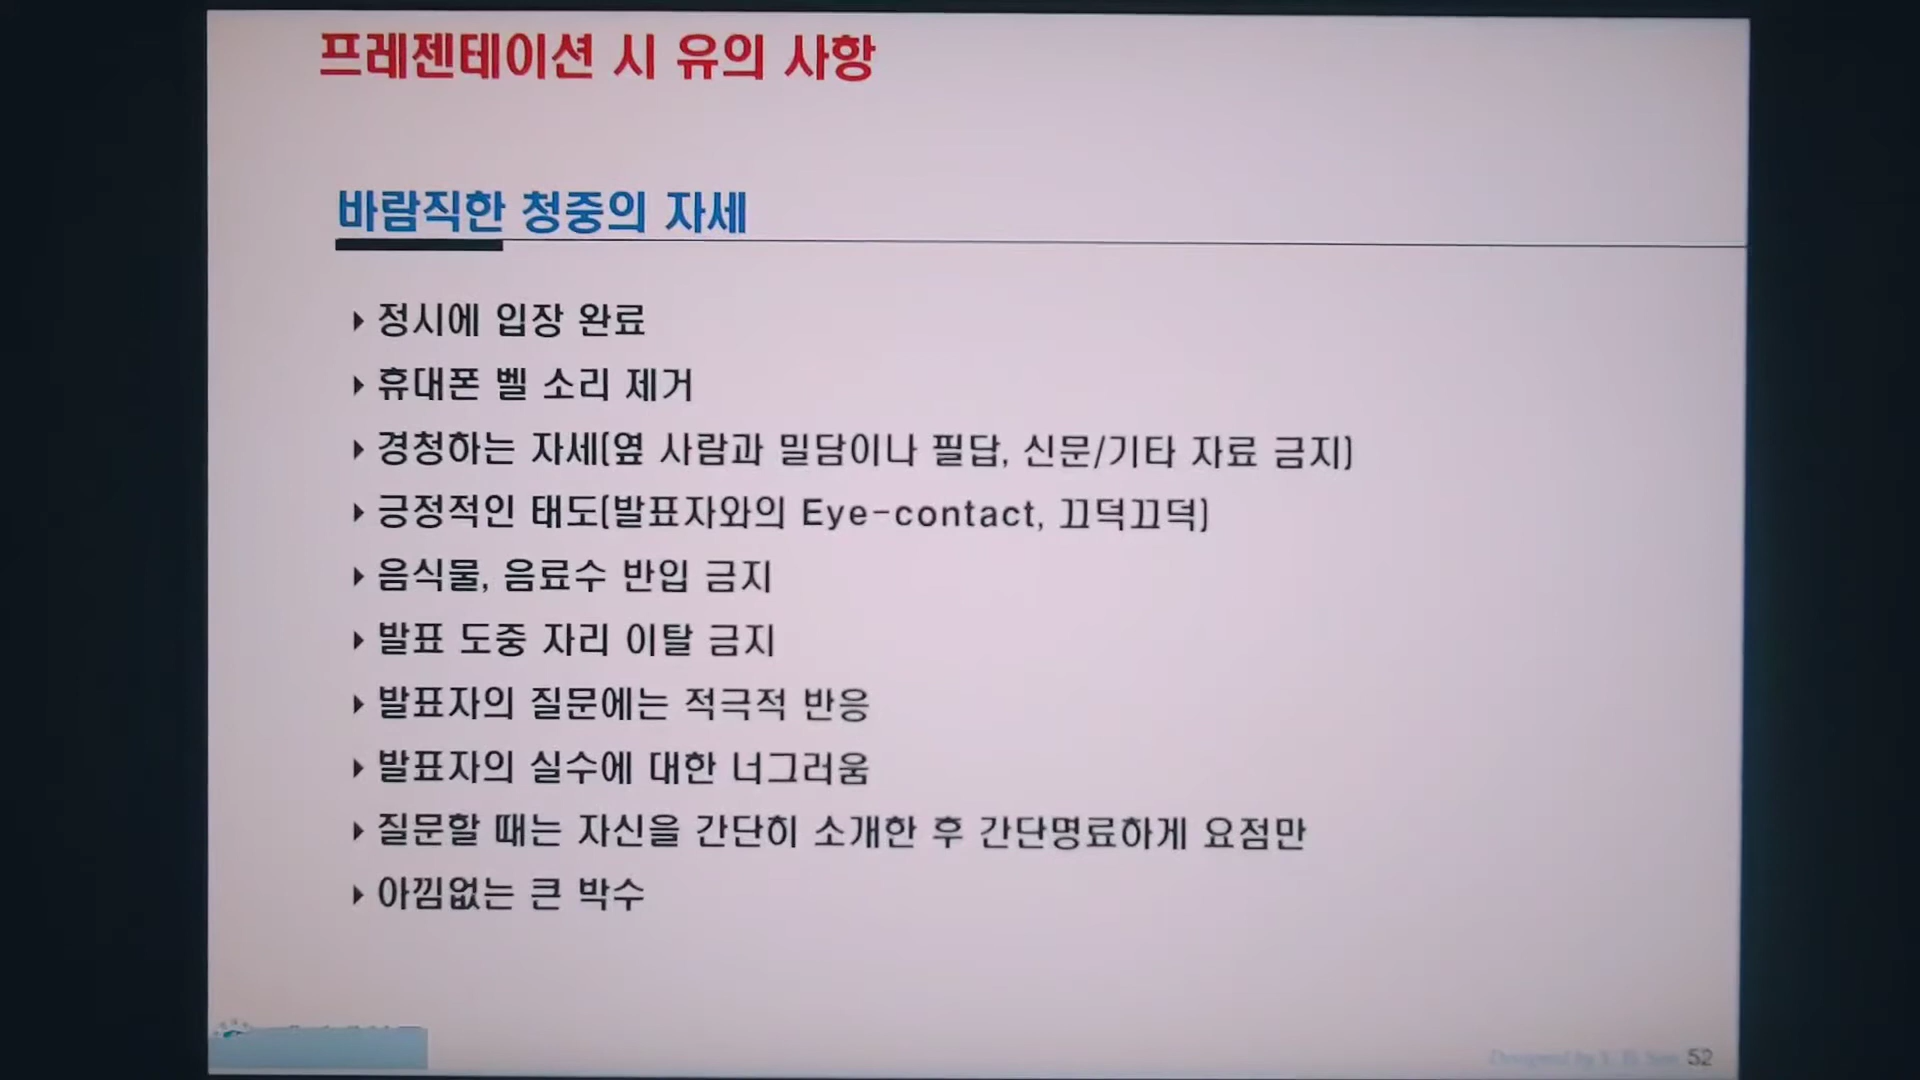 프레젠테이션 시 유의 사항
바람직한 청중의 자세
정시에 입장 완료
휴대폰 벨 소리 제거
경청하는 자세(옆 사람과 밀담이나 필답, 신문/기타 자료 금지)
긍정적인 태도(발표자와의 Eye-contact, 끄덕끄덕)
음식물, 음료수 반입 금지
발표 도중 자리 이탈 금지
발표자의 질문에는 적극적 반응
발표자의 실수에 대한 너그러움
질문할 때는 자신을 간단히 소개한 후 간단명료하게 요점만
아낌없는 큰 박수
Designed by 52